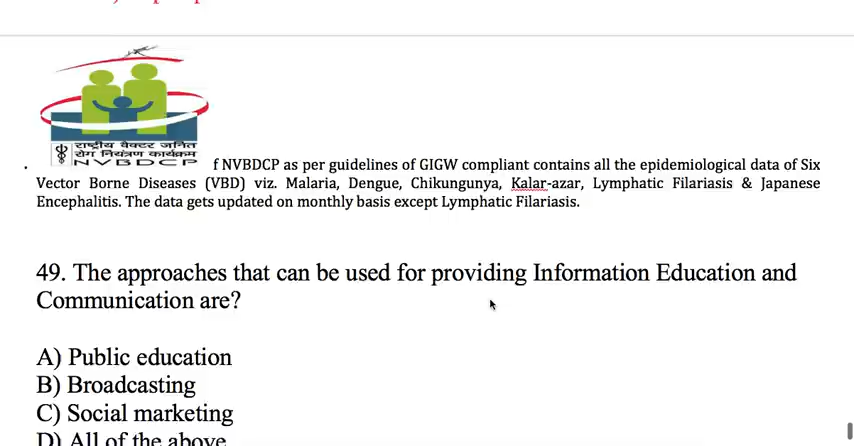 राष्ट्रीय वैक्टर जनित
रोग नियंत्रण कार्यक्रम
NVBDCP
. f NVBDCP as per guidelines of GIGW compliant contains all the epidemiological data of Six
Vector Borne Diseases (VBD) viz. Malaria, Dengue, Chikungunya, Kalar-azar, Lymphatic Filariasis & Japanese
Encephalitis. The data gets updated on monthly basis except Lymphatic Filariasis.
49. The approaches that can be used for providing Information Education and
Communication are?
A) Public education
B) Broadcasting
C) Social marketing
D) All of the above